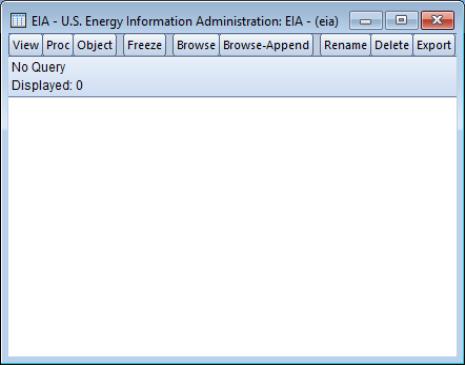 EIA - U.S. Energy Information Administration: EIA - (eia)
View Proc Object Freeze Browse Browse-Append Rename Delete Export
No Query
Displayed: 0